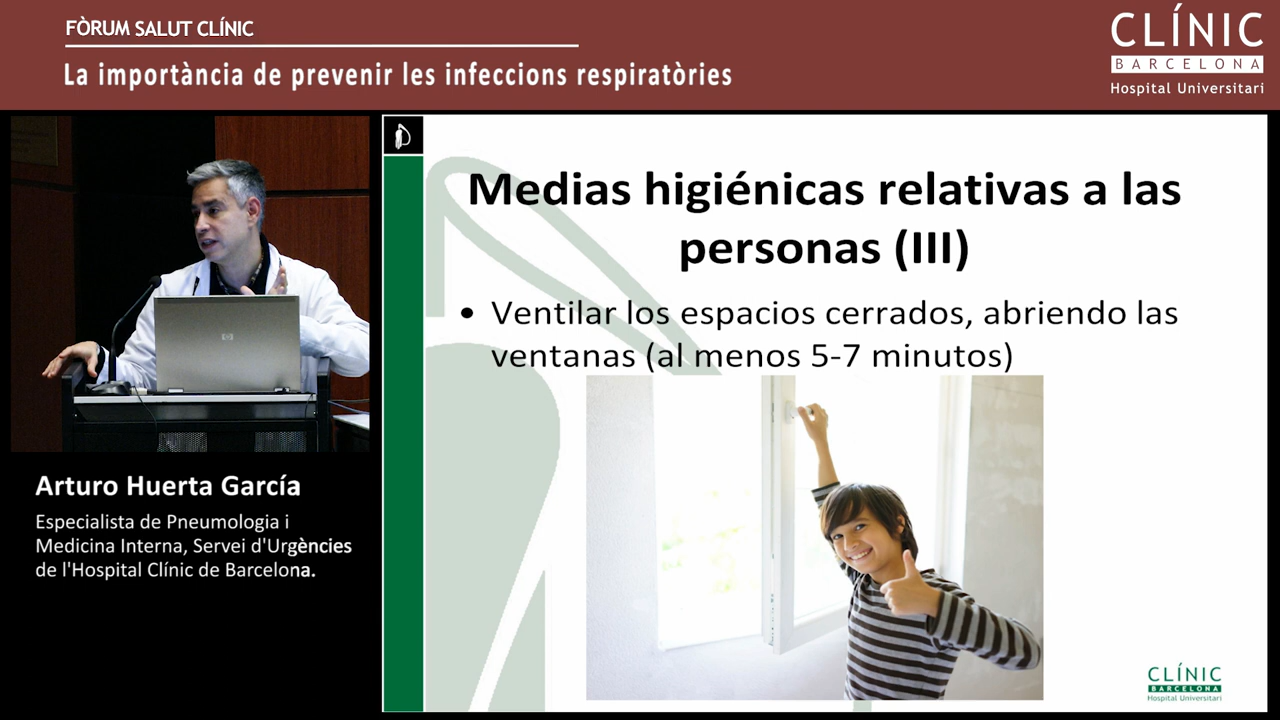 FÒRUM SALUT CLÍNIC
La importància de prevenir les infeccions respiratòries
CLÍNIC
BARCELONA
Hospital Universitari
Medias higiénicas relativas a las
personas (III)
• Ventilar los espacios cerrados, abriendo las
ventanas (al menos 5-7 minutos)
hp
Arturo Huerta García
Especialista de Pneumologia i
Medicina Interna, Servei d'Urgències
de l'Hospital Clínic de Barcelona.
CLÍNIC
BARCELONA
Hospital Universitari